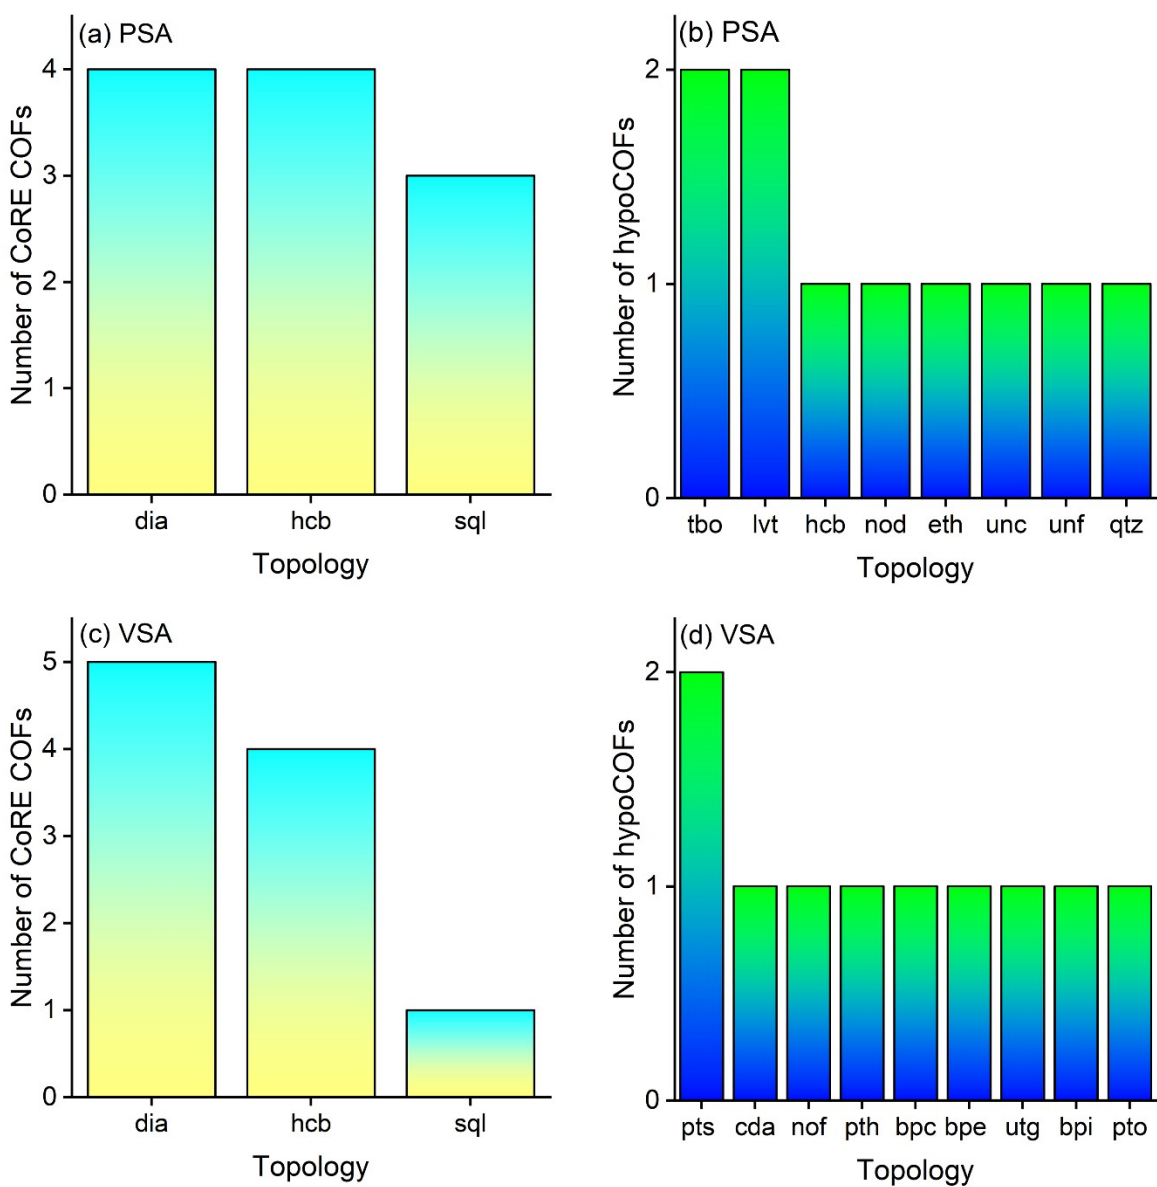 (a) PSA
Number of CoRE COFs
4
3
2
1
0
dia hcb sql
Topology
(b) PSA
Number of hypoCOFs
2
1
0
tbo lvt hcb nod eth unc unf qtz
Topology
(c) VSA
Number of CoRE COFs
5
4
3
2
1
0
dia hcb sql
Topology
(d) VSA
Number of hypoCOFs
2
1
0
pts cda nof pth bpc bpe utg bpi pto
Topology